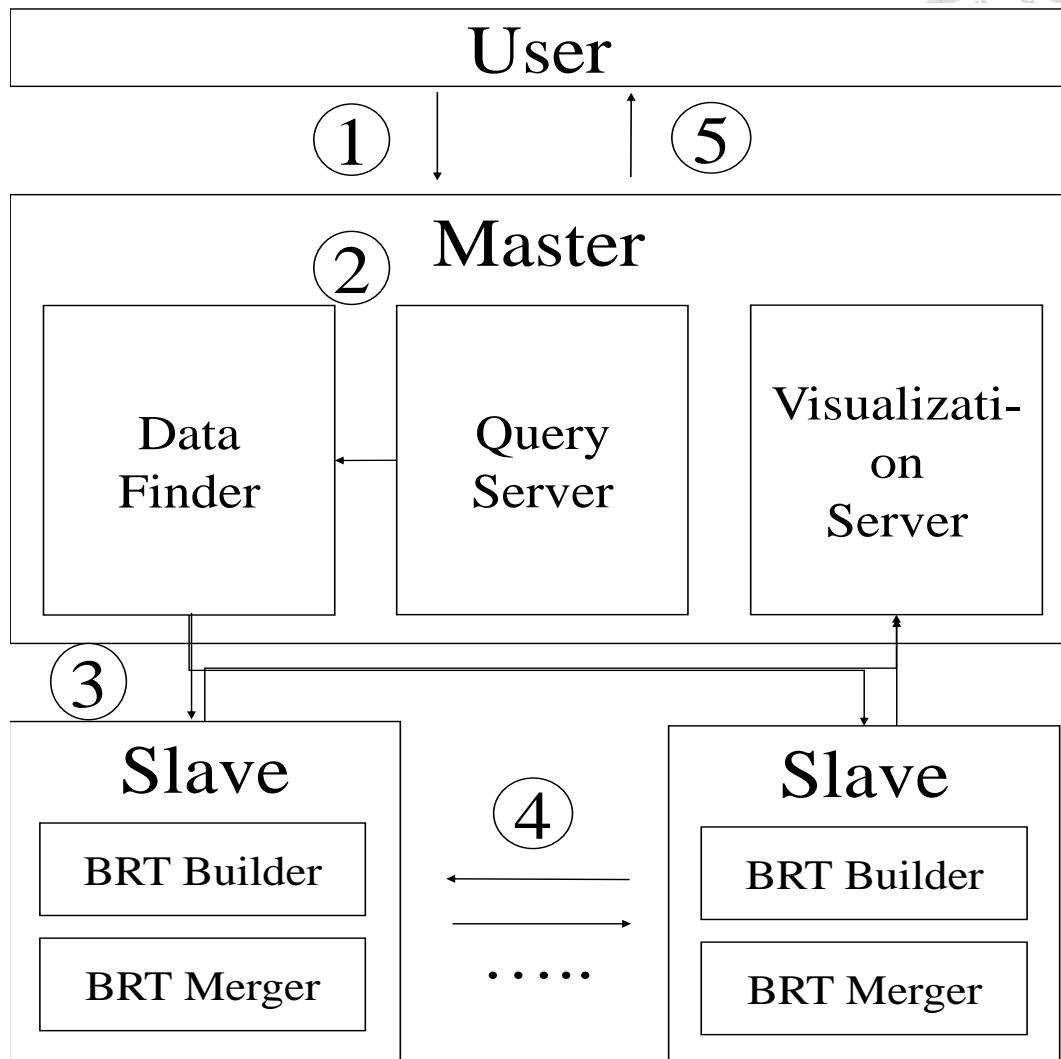 User
① ⑤
Master
②
Data
Finder
Query
Server
Visualizati-
on
Server
③
Slave
BRT Builder
BRT Merger
④
.....
Slave
BRT Builder
BRT Merger